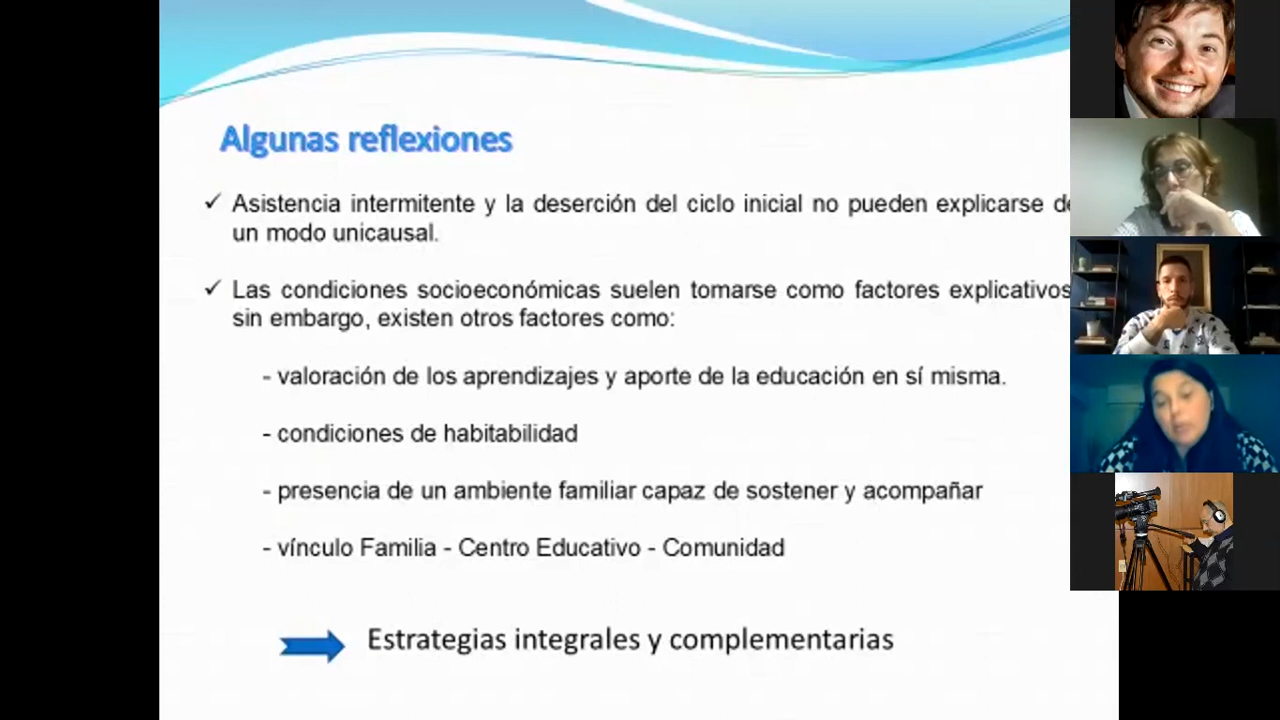 Algunas reflexiones
✓ Asistencia intermitente y la deserción del ciclo inicial no pueden explicarse de
un modo unicausal.
✓ Las condiciones socioeconómicas suelen tomarse como factores explicativos
sin embargo, existen otros factores como:
- valoración de los aprendizajes y aporte de la educación en sí misma.
- condiciones de habitabilidad
- presencia de un ambiente familiar capaz de sostener y acompañar
- vínculo Familia - Centro Educativo - Comunidad
Estrategias integrales y complementarias